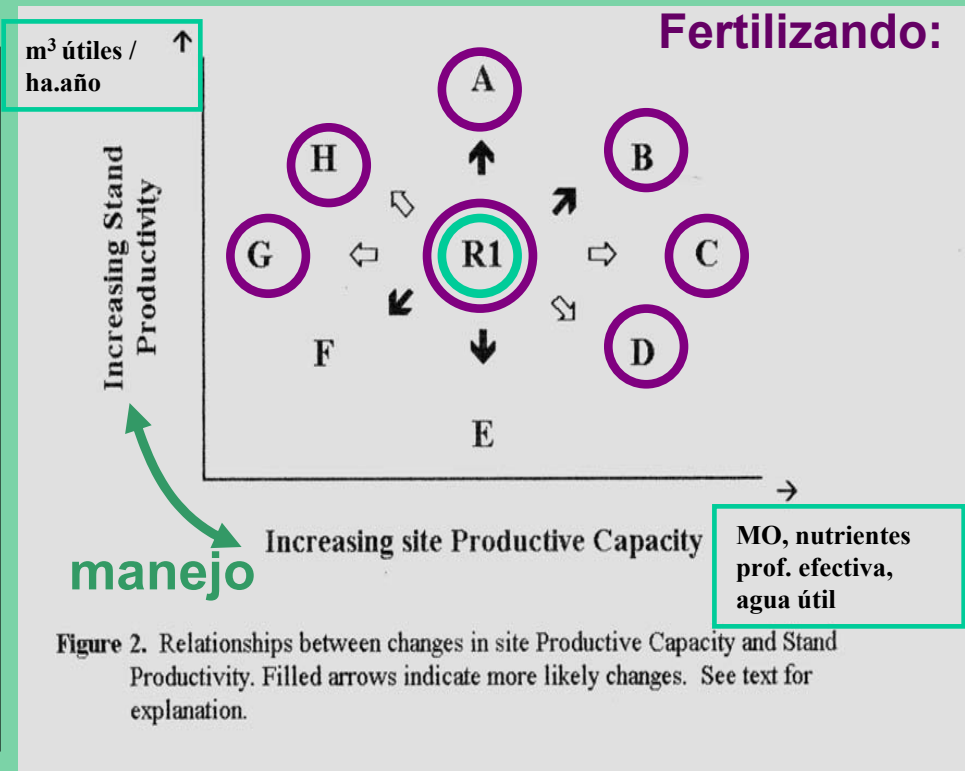 Fertilizando:
m³ útiles /
ha.año
↑
A
H
B
G
R1
C
F
D
E
Increasing Stand
Productivity
→
Increasing site Productive Capacity
manejo
MO, nutrientes
prof. efectiva,
agua útil
Figure 2. Relationships between changes in site Productive Capacity and Stand
Productivity. Filled arrows indicate more likely changes. See text for
explanation.